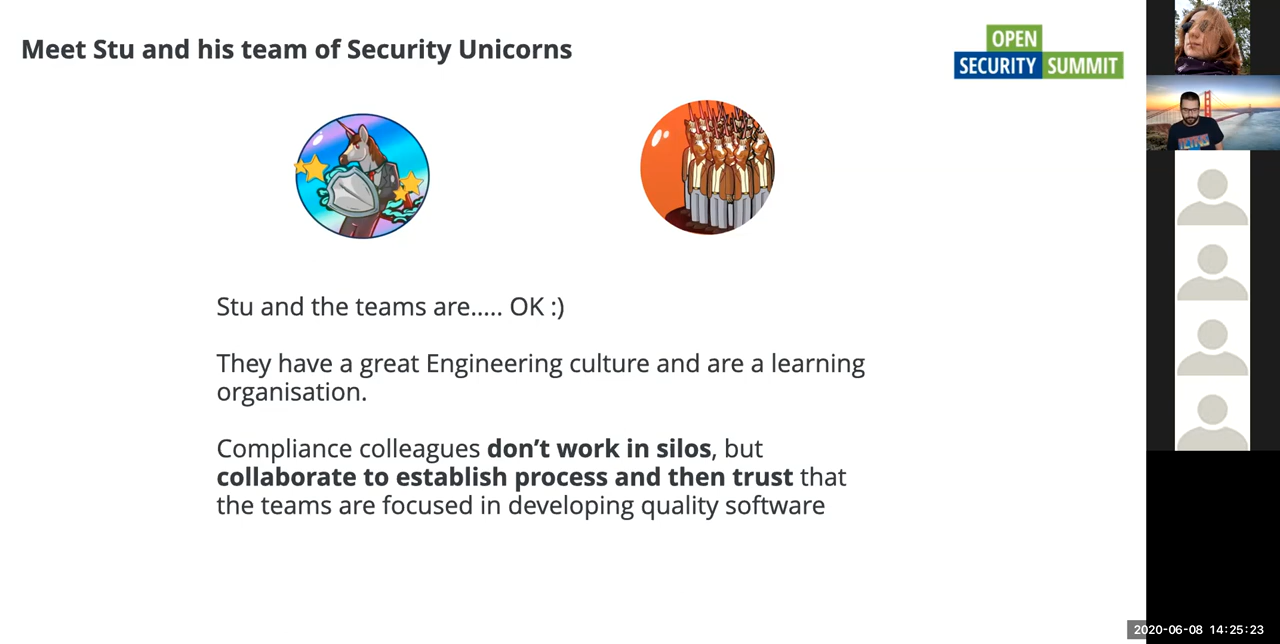 Meet Stu and his team of Security Unicorns
OPEN
SECURITY SUMMIT
Stu and the teams are..... OK :)
They have a great Engineering culture and are a learning
organisation.
Compliance colleagues don’t work in silos, but
collaborate to establish process and then trust that
the teams are focused in developing quality software
2020-06-08 14:25:23